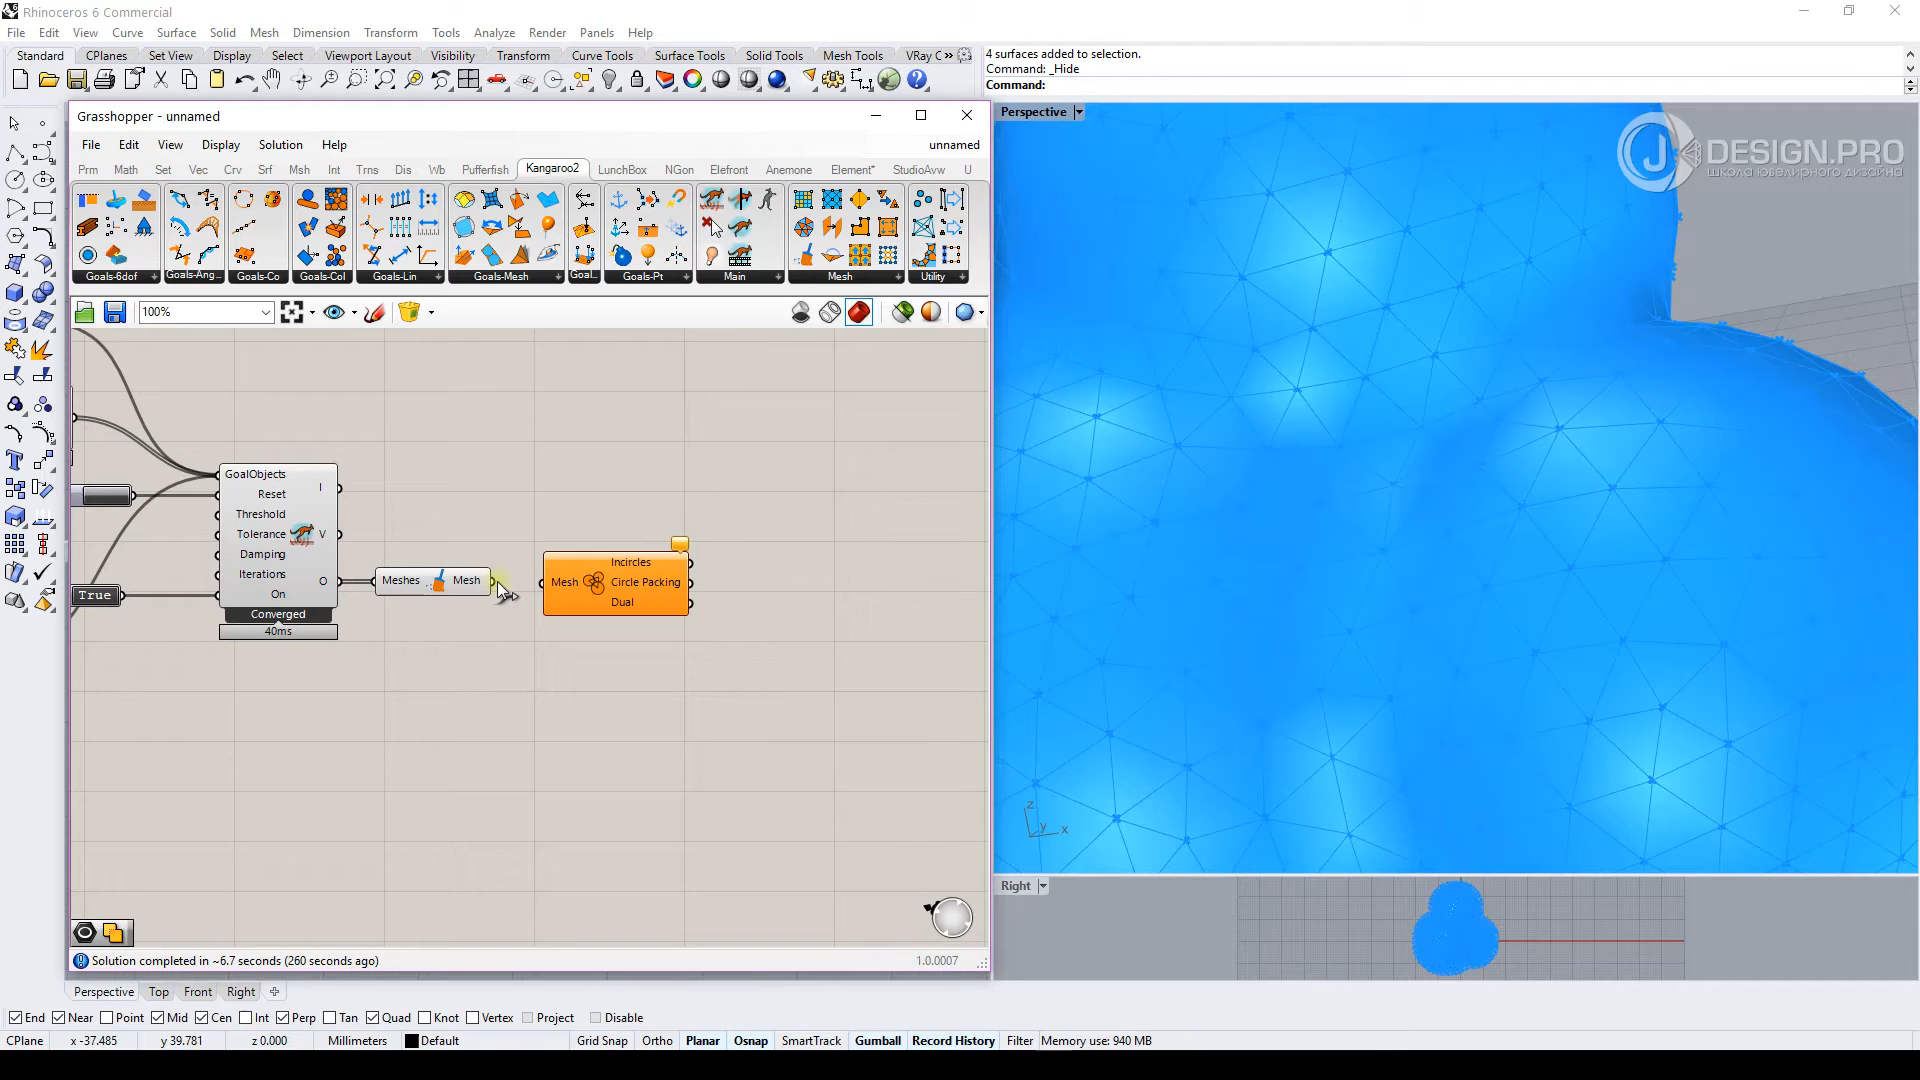 Rhinoceros 6 Commercial
File Edit View Curve Surface Solid Mesh Dimension Transform Tools Analyze Render Panels Help
Standard CPlanes Set View Display Select Viewport Layout Visibility Transform Curve Tools Surface Tools Solid Tools Mesh Tools VRay C »
4 surfaces added to selection.
Command: _Hide
Command:
Grasshopper - unnamed
File Edit View Display Solution Help unnamed
Prm Math Set Vec Crv Srf Msh Int Trns Dis Wb Pufferfish Kangaroo2 LunchBox NGon Elefront Anemone Element* StudioAvw U
Goals-6dof Goals-Ang Goals-Co Goals-Col Goals-Lin Goals-Mesh Goal... Goals-Pt Main Mesh Utility
100%
Perspective
JDESIGN.PRO
школа ювелирного дизайна
GoalObjects
Reset
Threshold
Tolerance
Damping
Iterations
On
I
V
O
Converged
40ms
True
Meshes Mesh
Mesh
Incircles
Circle Packing
Dual
z
y x
Right
Solution completed in ~6.7 seconds (260 seconds ago) 1.0.0007
Perspective Top Front Right
End Near Point Mid Cen Int Perp Tan Quad Knot Vertex Project Disable
CPlane x -37.485 y 39.781 z 0.000 Millimeters Default Grid Snap Ortho Planar Osnap SmartTrack Gumball Record History Filter Memory use: 940 MB